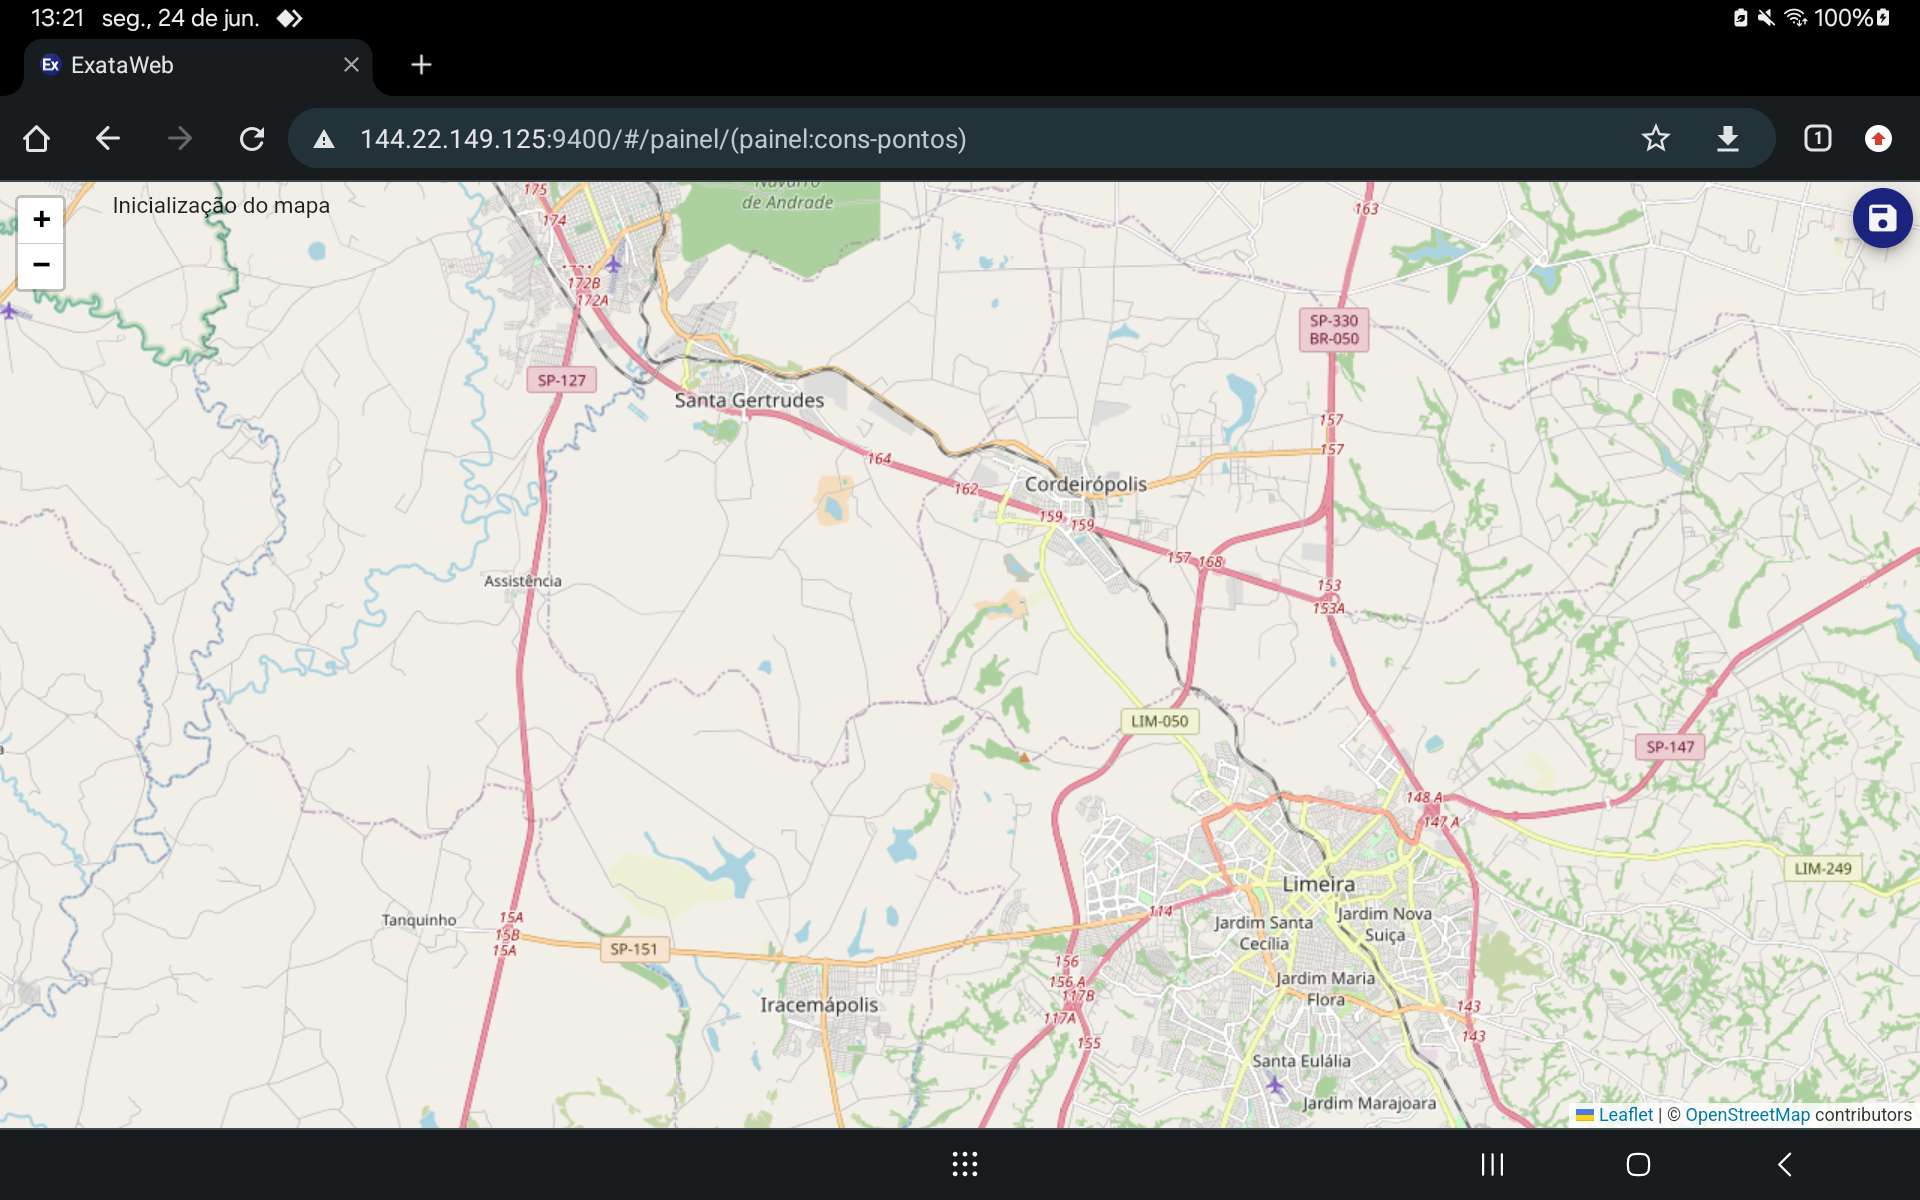 13:21 seg., 24 de jun.
100%
Ex ExataWeb
144.22.149.125:9400/#/painel/(painel:cons-pontos)
1
+
−
Inicialização do mapa
Navarro
de Andrade
175
174
172B
172A
163
SP-330
BR-050
SP-127
Santa Gertrudes
157
157
164
162
Cordeirópolis
159
159
157
168
153
153A
Assistência
LIM-050
SP-147
148 A
147 A
LIM-249
Limeira
114
Jardim Santa
Cecília
Jardim Nova
Suiça
Tanquinho
15A
15B
15A
SP-151
156
156 A
117B
117A
155
Jardim Maria
Flora
Iracemápolis
143
143
Santa Eulália
Jardim Marajoara
Leaflet | © OpenStreetMap contributors